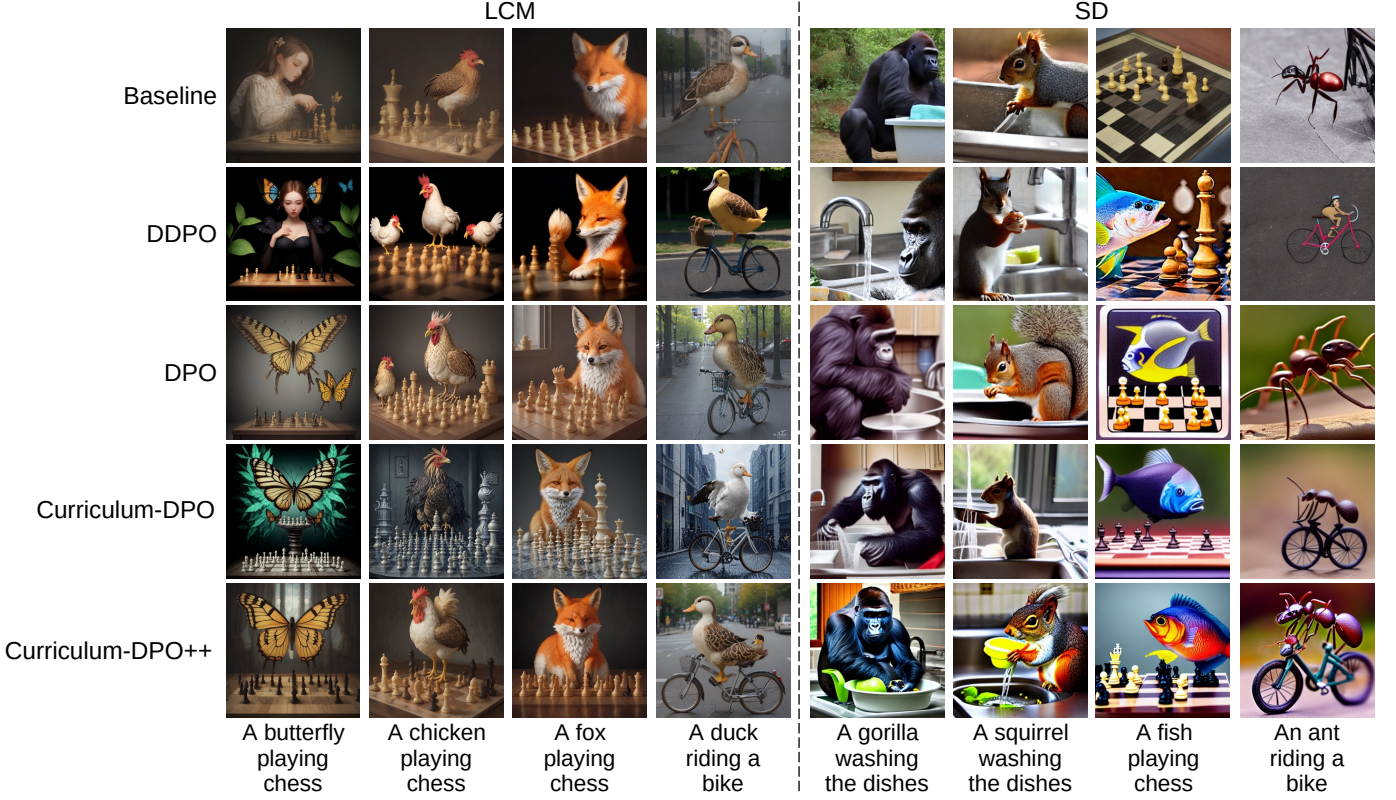 LCM
SD
Baseline
DDPO
DPO
Curriculum-DPO
Curriculum-DPO++
A butterfly
playing
chess
A chicken
playing
chess
A fox
playing
chess
A duck
riding a
bike
A gorilla
washing
the dishes
A squirrel
washing
the dishes
A fish
playing
chess
An ant
riding a
bike